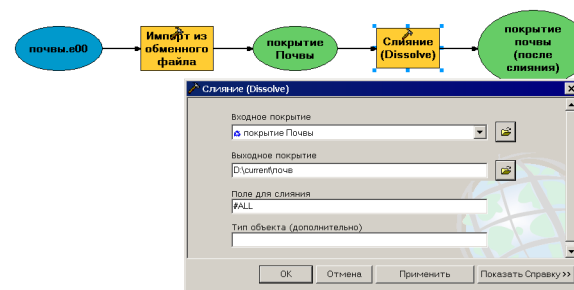 почвы.e00
Импорт из
обменного
файла
покрытие
Почвы
Слияние
(Dissolve)
покрытие
почвы
(после
слияния)
Слияние (Dissolve)
Входное покрытие
покрытие Почвы
Выходное покрытие
D:\current\почв
Поле для слияния
#ALL
Тип объекта (дополнительно)
OK
Отмена
Применить
Показать Справку >>